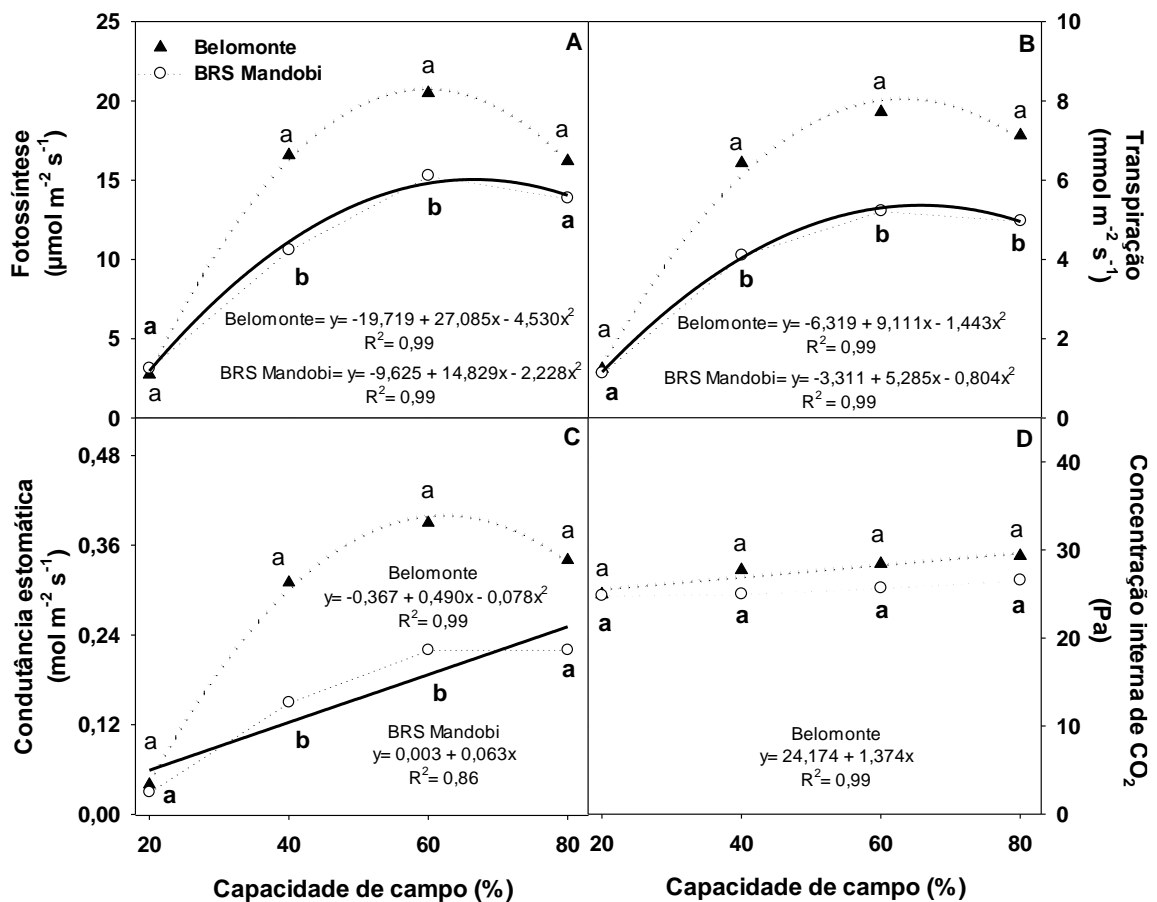 A
Belomonte
BRS Mandobi
a
a
a
a
b
b
a
a
Fotossíntese
(µmol m⁻² s⁻¹)
25
20
15
10
5
0
Belomonte= y= -19,719 + 27,085x - 4,530x²
R²= 0,99
BRS Mandobi= y= -9,625 + 14,829x - 2,228x²
R²= 0,99
B
a
a
a
a
b
b
b
a
10
8
6
4
2
0
Transpiração
(mmol m⁻² s⁻¹)
Belomonte= y= -6,319 + 9,111x - 1,443x²
R²= 0,99
BRS Mandobi= y= -3,311 + 5,285x - 0,804x²
R²= 0,99
C
a
a
a
a
b
b
a
a
Condutância estomática
(mol m⁻² s⁻¹)
0,48
0,36
0,24
0,12
0,00
Belomonte
y= -0,367 + 0,490x - 0,078x²
R²= 0,99
BRS Mandobi
y= 0,003 + 0,063x
R²= 0,86
20 40 60 80
Capacidade de campo (%)
D
a
a
a
a
a
a
a
a
40
30
20
10
0
Concentração interna de CO₂
(Pa)
Belomonte
y= 24,174 + 1,374x
R²= 0,99
20 40 60 80
Capacidade de campo (%)